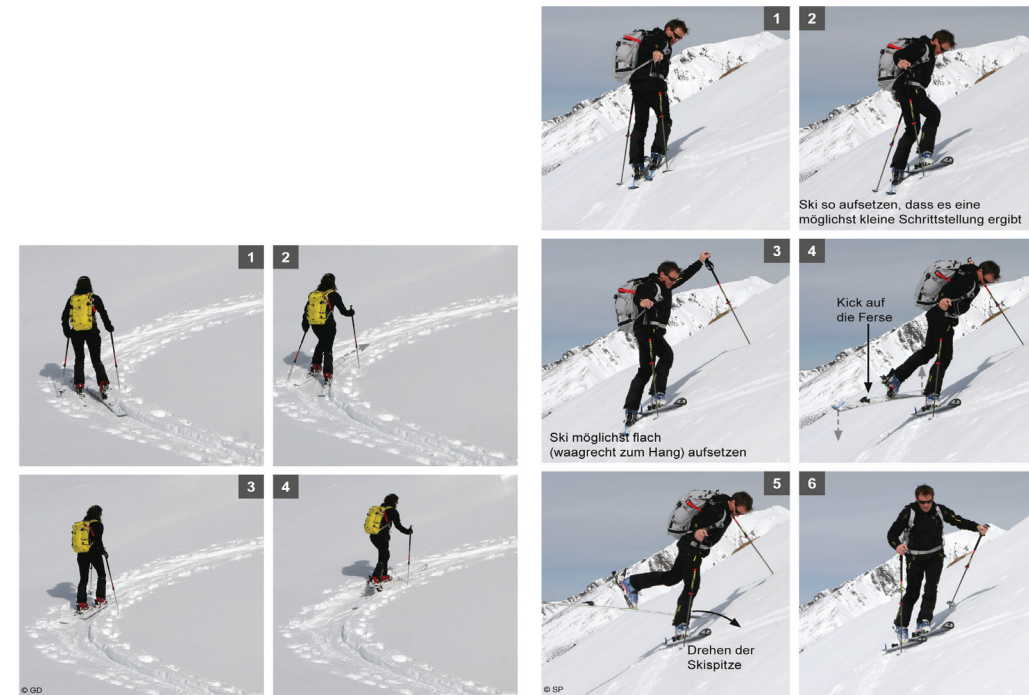 1
2
3
4
© GD
1
2
Ski so aufsetzen, dass es eine
möglichst kleine Schrittstellung ergibt
3
Ski möglichst flach
(waagrecht zum Hang) aufsetzen
4
Kick auf
die Ferse
5
Drehen der
Skispitze
6
© SP